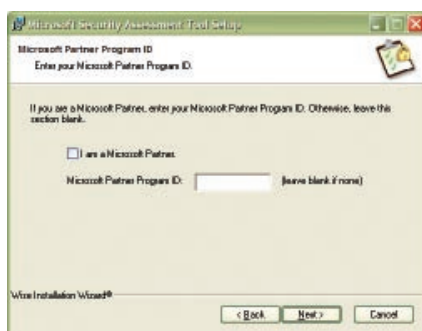 Microsoft Security Assessment Tool Setup
Microsoft Partner Program ID
Enter your Microsoft Partner Program ID.
If you are a Microsoft Partner, enter your Microsoft Partner Program ID. Otherwise, leave this
section blank.
I am a Microsoft Partner.
Microsoft Partner Program ID: (leave blank if none)
Wise Installation Wizard®
< Back Next > Cancel